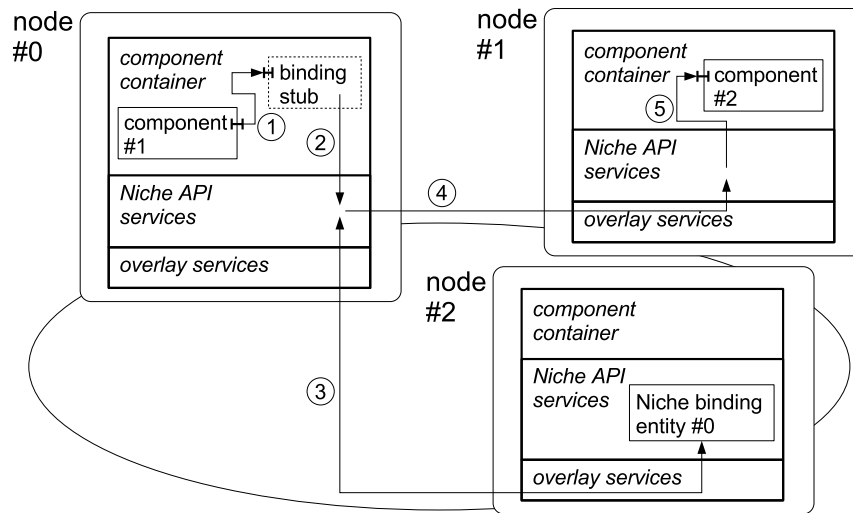 node
#0
component
container
binding
stub
component
#1
1
2
Niche API
services
overlay services
node
#1
component
container
component
#2
5
Niche API
services
overlay services
4
3
node
#2
component
container
Niche API
services
Niche binding
entity #0
overlay services